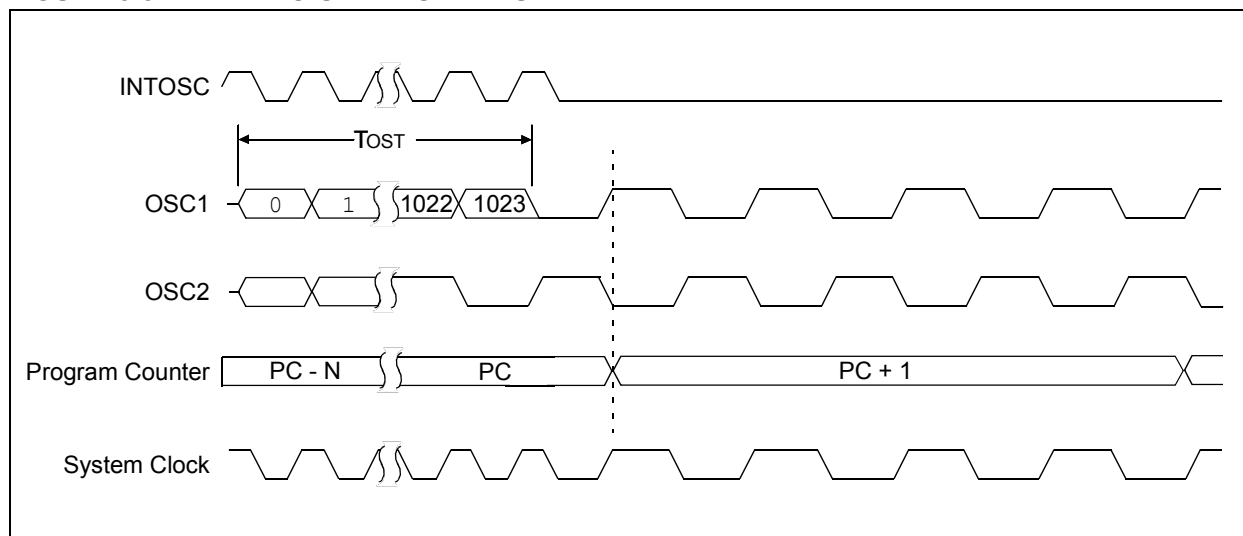 INTOSC
TOST
OSC1
0 1 1022 1023
OSC2
Program Counter
PC - N PC PC + 1
System Clock